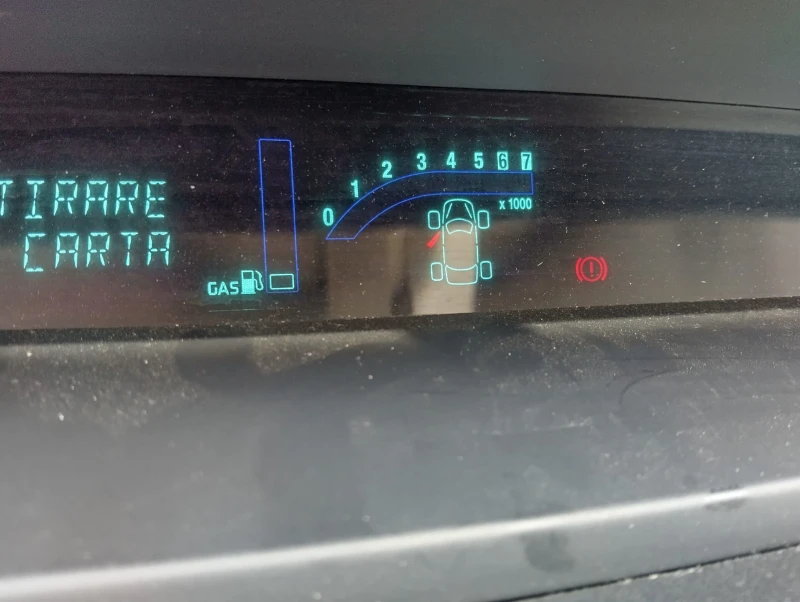 TIRARE
CARTA
GAS
0 1 2 3 4 5 6 7
x 1000